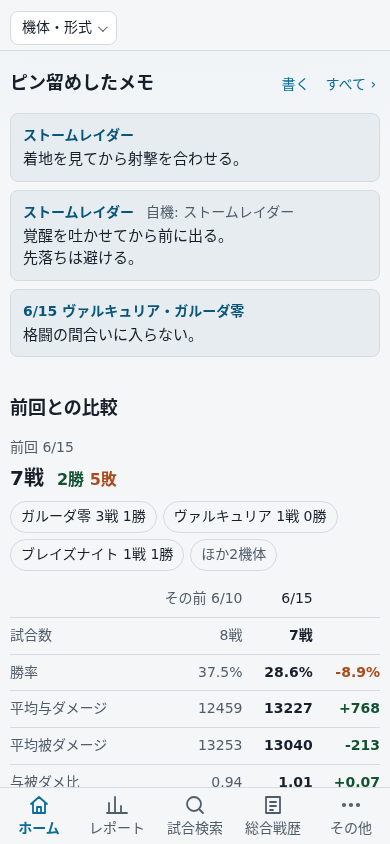 機体・形式
ピン留めしたメモ 書く すべて ›
ストームレイダー
着地を見てから射撃を合わせる。
ストームレイダー 自機: ストームレイダー
覚醒を吐かせてから前に出る。
先落ちは避ける。
6/15 ヴァルキュリア・ガルーダ零
格闘の間合いに入らない。
前回との比較
前回 6/15
7戦 2勝 5敗
ガルーダ零 3戦 1勝 ヴァルキュリア 1戦 0勝
ブレイズナイト 1戦 1勝 ほか2機体
その前 6/10 6/15
試合数 8戦 7戦
勝率 37.5% 28.6% -8.9%
平均与ダメージ 12459 13227 +768
平均被ダメージ 13253 13040 -213
与被ダメ比 0.94 1.01 +0.07
ホーム レポート 試合検索 総合戦歴 その他